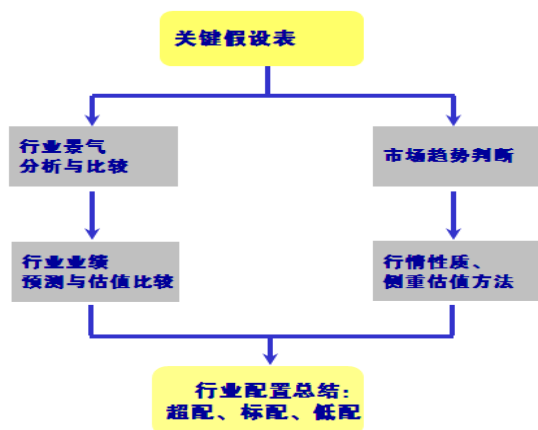 关键假设表
行业景气
分析与比较
市场趋势判断
行业业绩
预测与估值比较
行情性质、
侧重估值方法
行业配置总结：
超配、标配、低配